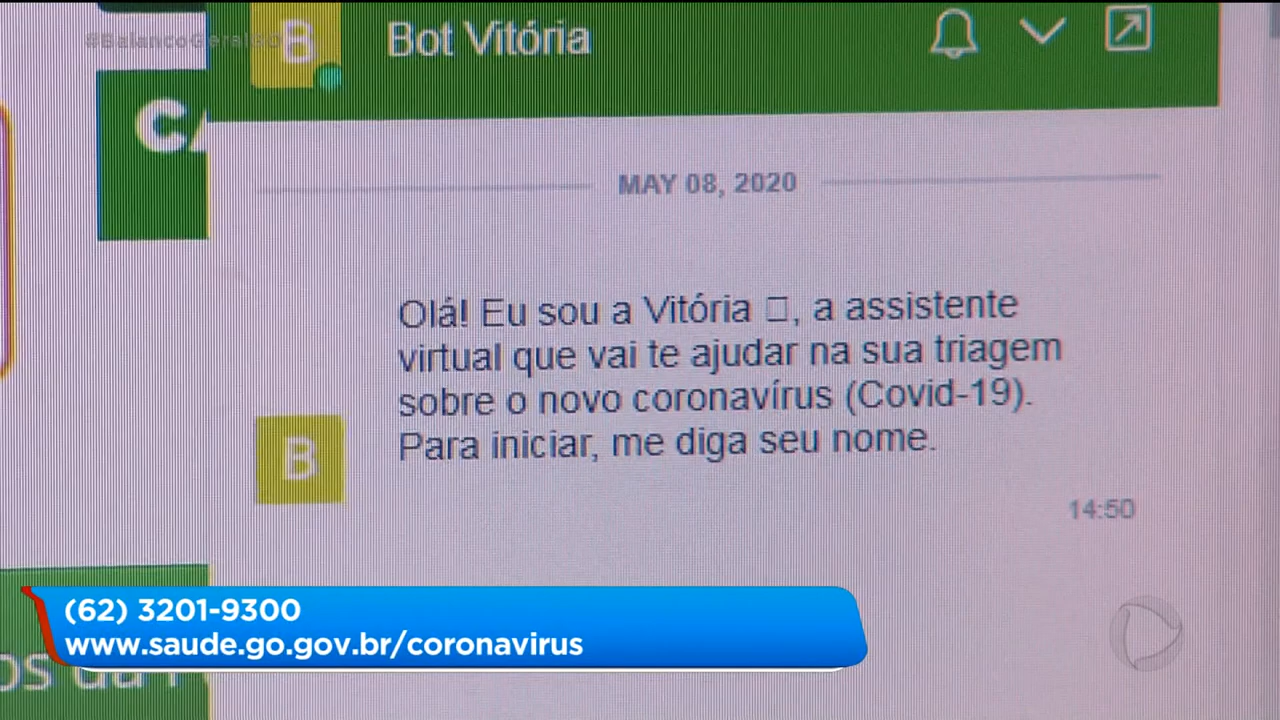 #BalancoGeral
B
Bot Vitória
CA
MAY 08, 2020
Olá! Eu sou a Vitória □, a assistente
virtual que vai te ajudar na sua triagem
sobre o novo coronavírus (Covid-19).
Para iniciar, me diga seu nome.
B
14:50
(62) 3201-9300
www.saude.go.gov.br/coronavirus